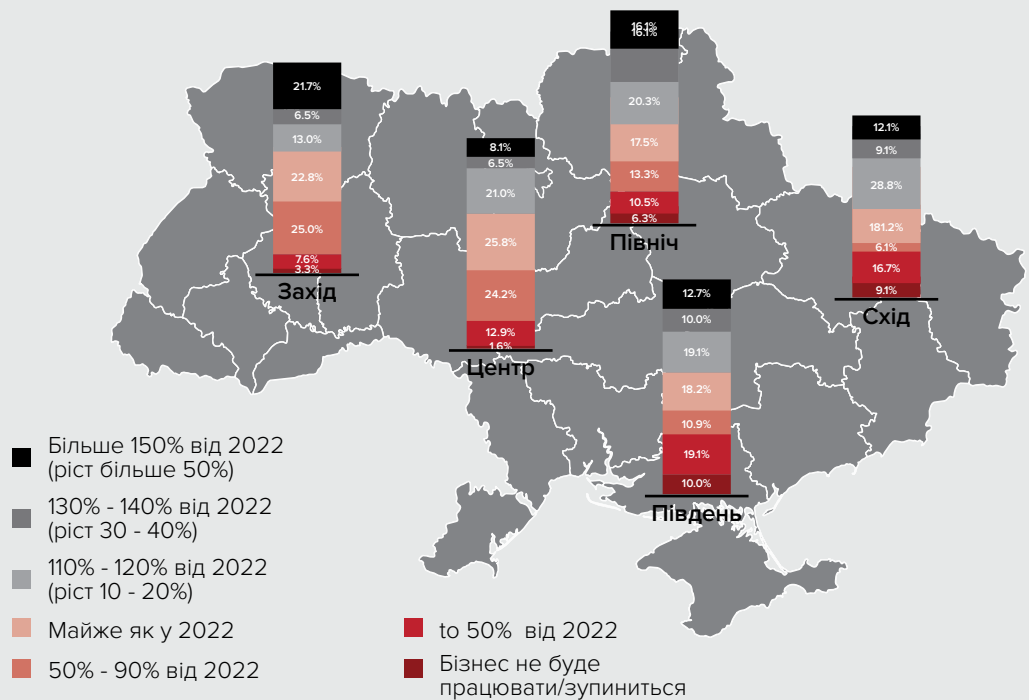 21.7%
6.5%
13.0%
22.8%
25.0%
7.6%
3.3%
Захід
8.1%
6.5%
21.0%
25.8%
24.2%
12.9%
1.6%
Центр
16.1%
16.1%
20.3%
17.5%
13.3%
10.5%
6.3%
Північ
12.7%
10.0%
19.1%
18.2%
10.9%
19.1%
10.0%
Південь
12.1%
9.1%
28.8%
181.2%
6.1%
16.7%
9.1%
Схід
Більше 150% від 2022
(ріст більше 50%)
130% - 140% від 2022
(ріст 30 - 40%)
110% - 120% від 2022
(ріст 10 - 20%)
Майже як у 2022
50% - 90% від 2022
to 50% від 2022
Бізнес не буде
працювати/зупиниться